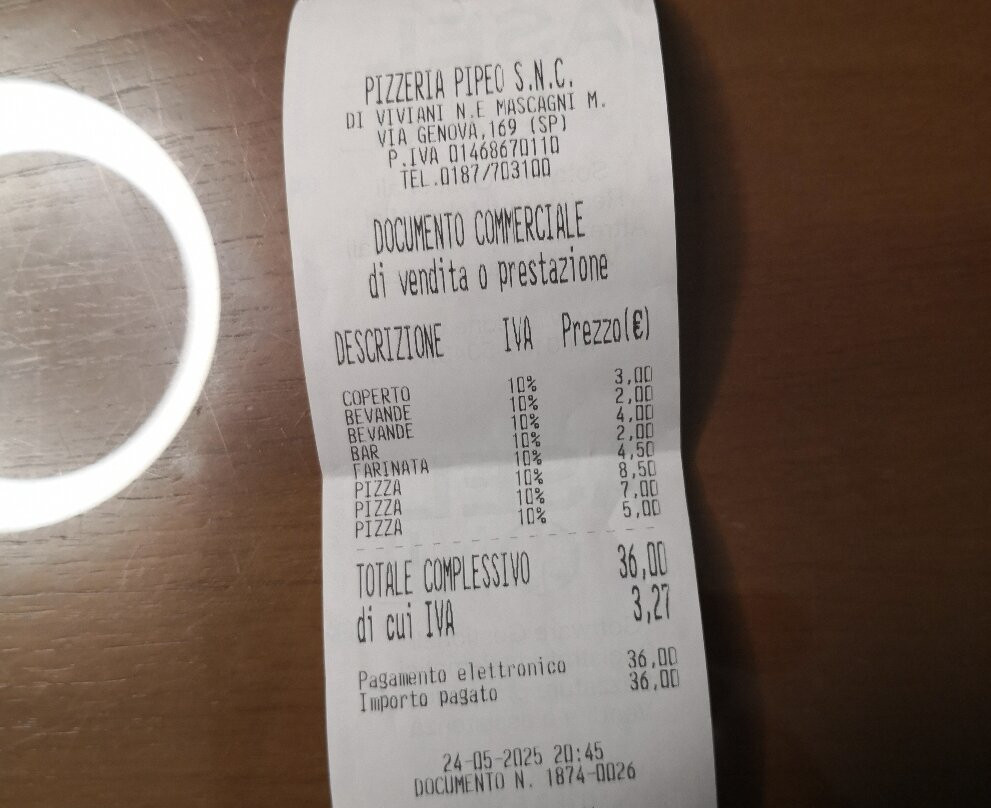 PIZZERIA PIPEO S.N.C.
DI VIVIANI N.E MASCAGNI M.
VIA GENOVA,169 (SP)
P.IVA 01468670110
TEL.0187/703100
DOCUMENTO COMMERCIALE
di vendita o prestazione
DESCRIZIONE IVA Prezzo(€)
COPERTO 10% 3,00
BEVANDE 10% 2,00
BEVANDE 10% 4,00
BAR 10% 2,00
FARINATA 10% 4,50
PIZZA 10% 8,50
PIZZA 10% 7,00
PIZZA 10% 5,00
TOTALE COMPLESSIVO 36,00
di cui IVA 3,27
Pagamento elettronico 36,00
Importo pagato 36,00
24-05-2025 20:45
DOCUMENTO N. 1874-0026